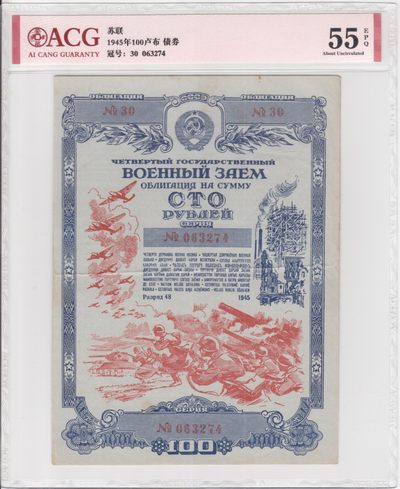 ACG
AI CANG GUARANTY
苏联
1945年100卢布 债券
冠号: 30 063274
55 EPQ
About Uncirculated
ОБЛИГАЦИЯ СССР ОБЛИГАЦИЯ
№ 30 № 30
ЧЕТВЕРТЫЙ ГОСУДАРСТВЕННЫЙ
ВОЕННЫЙ ЗАЕМ
ОБЛИГАЦИЯ НА СУММУ
СТО
РУБЛЕЙ
СЕРИЯ
№ 063274
Разряд 48 1945
СЕРИЯ
№ 063274
100